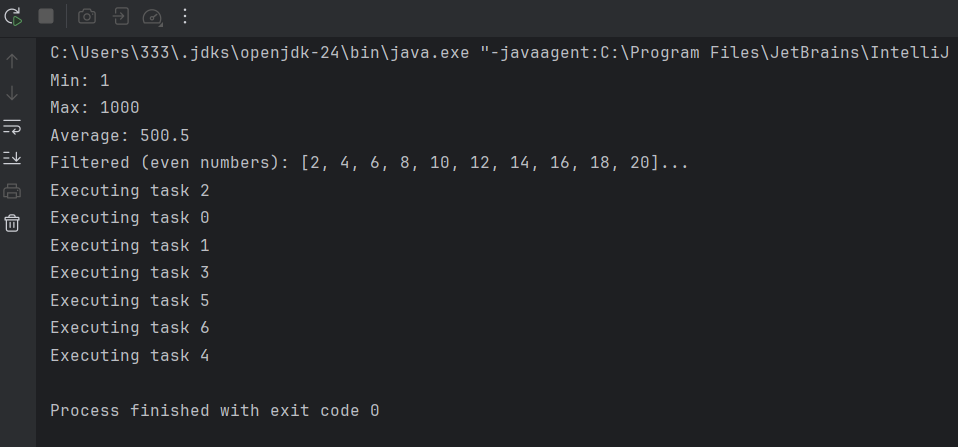 C:\Users\333\.jdks\openjdk-24\bin\java.exe "-javaagent:C:\Program Files\JetBrains\IntelliJ
Min: 1
Max: 1000
Average: 500.5
Filtered (even numbers): [2, 4, 6, 8, 10, 12, 14, 16, 18, 20]...
Executing task 2
Executing task 0
Executing task 1
Executing task 3
Executing task 5
Executing task 6
Executing task 4
Process finished with exit code 0